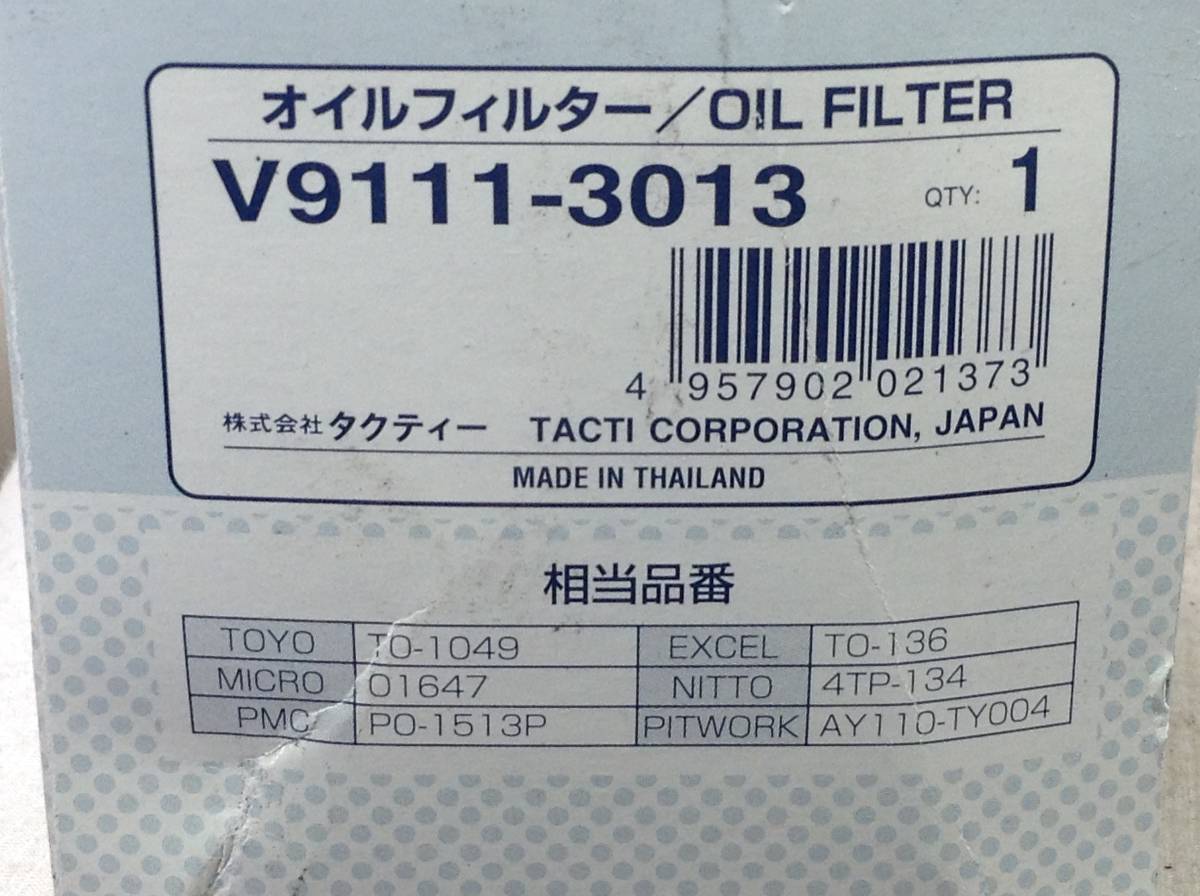 オイルフィルター／OIL FILTER
V9111-3013 QTY: 1
4 957902 021373
株式会社タクティー TACTI CORPORATION, JAPAN
MADE IN THAILAND
相当品番
TOYO TO-1049 EXCEL TO-136
MICRO 01647 NITTO 4TP-134
PMC PO-1513P PITWORK AY110-TY004